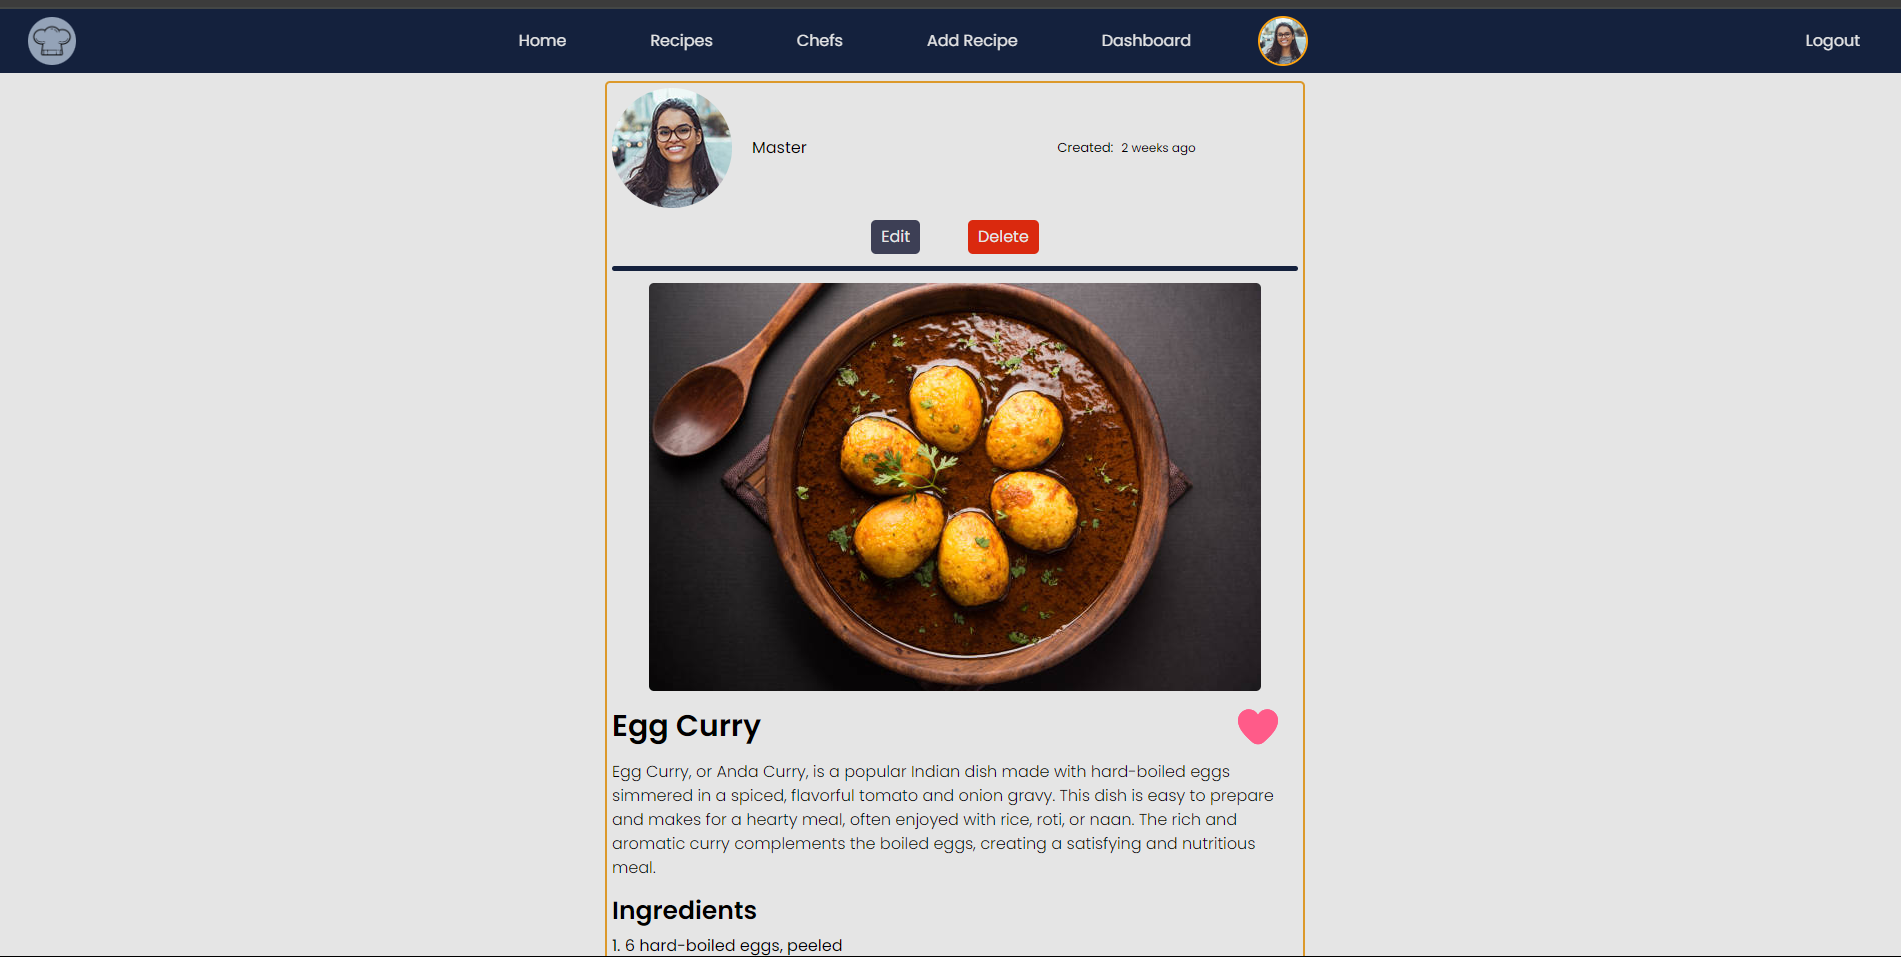 Home Recipes Chefs Add Recipe Dashboard Logout
Master Created: 2 weeks ago
Edit Delete
Egg Curry
Egg Curry, or Anda Curry, is a popular Indian dish made with hard-boiled eggs
simmered in a spiced, flavorful tomato and onion gravy. This dish is easy to prepare
and makes for a hearty meal, often enjoyed with rice, roti, or naan. The rich and
aromatic curry complements the boiled eggs, creating a satisfying and nutritious
meal.
Ingredients
1. 6 hard-boiled eggs, peeled